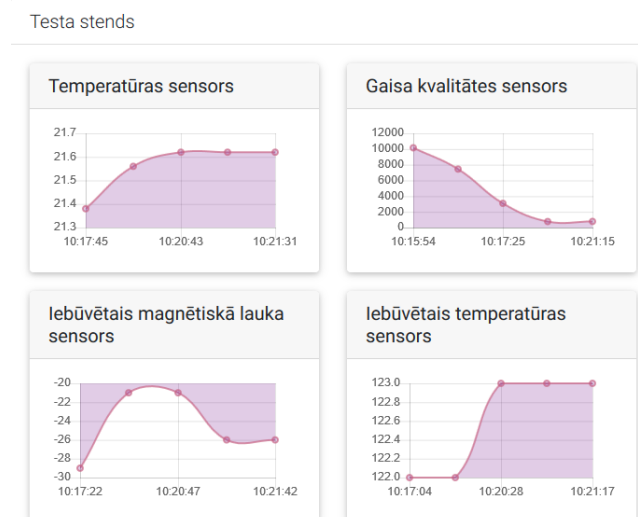 Testa stends
Temperatūras sensors
21.7
21.6
21.5
21.4
21.3
10:17:45 10:20:43 10:21:31
Gaisa kvalitātes sensors
12000
10000
8000
6000
4000
2000
0
10:15:54 10:17:25 10:21:15
Iebūvētais magnētiskā lauka
sensors
-20
-22
-24
-26
-28
-30
10:17:22 10:20:47 10:21:42
Iebūvētais temperatūras
sensors
123.0
122.8
122.6
122.4
122.2
122.0
10:17:04 10:20:28 10:21:17